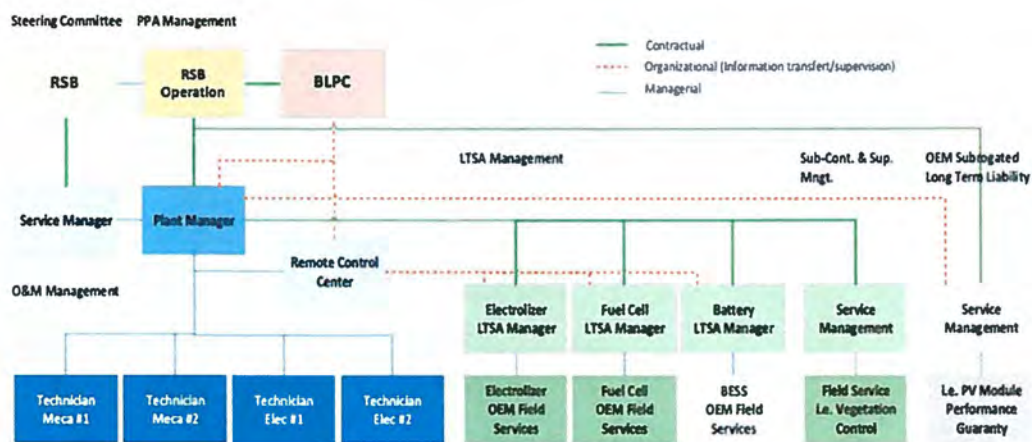 Steering Committee PPA Management
Contractual
Organizational (Information transfert/supervision)
Managerial
RSB
RSB
Operation
BLPC
LTSA Management
Sub-Cont. & Sup.
Mngt.
OEM Subrogated
Long Term Liability
Service Manager
Plant Manager
Remote Control
Center
O&M Management
Electrolizer
LTSA Manager
Fuel Cell
LTSA Manager
Battery
LTSA Manager
Service
Management
Service
Management
Technician
Meca #1
Technician
Meca #2
Technician
Elec #1
Technician
Elec #2
Electrolizer
OEM Field
Services
Fuel Cell
OEM Field
Services
BESS
OEM Field
Services
Field Service
I.e. Vegetation
Control
I.e. PV Module
Performance
Guaranty